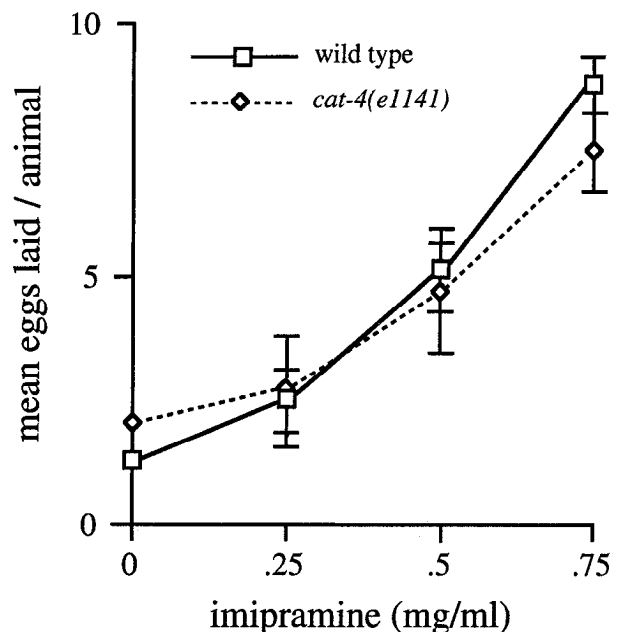 10
wild type
cat-4(e1141)
mean eggs laid / animal
5
0
0 .25 .5 .75
imipramine (mg/ml)